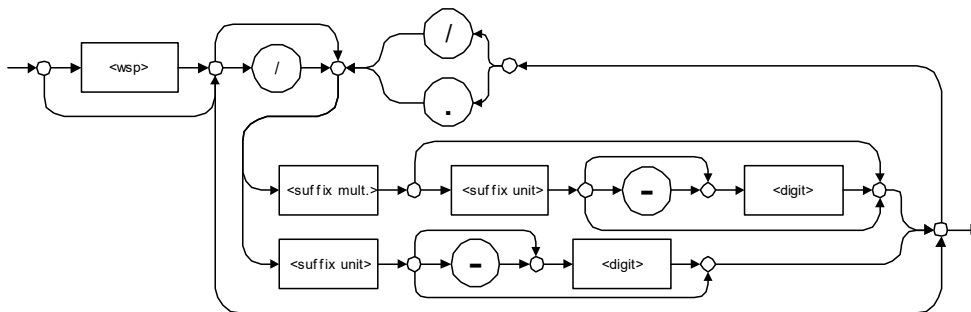 /
<wsp>
/
.
<suffix mult.>
<suffix unit>
-
<digit>
<suffix unit>
-
<digit>